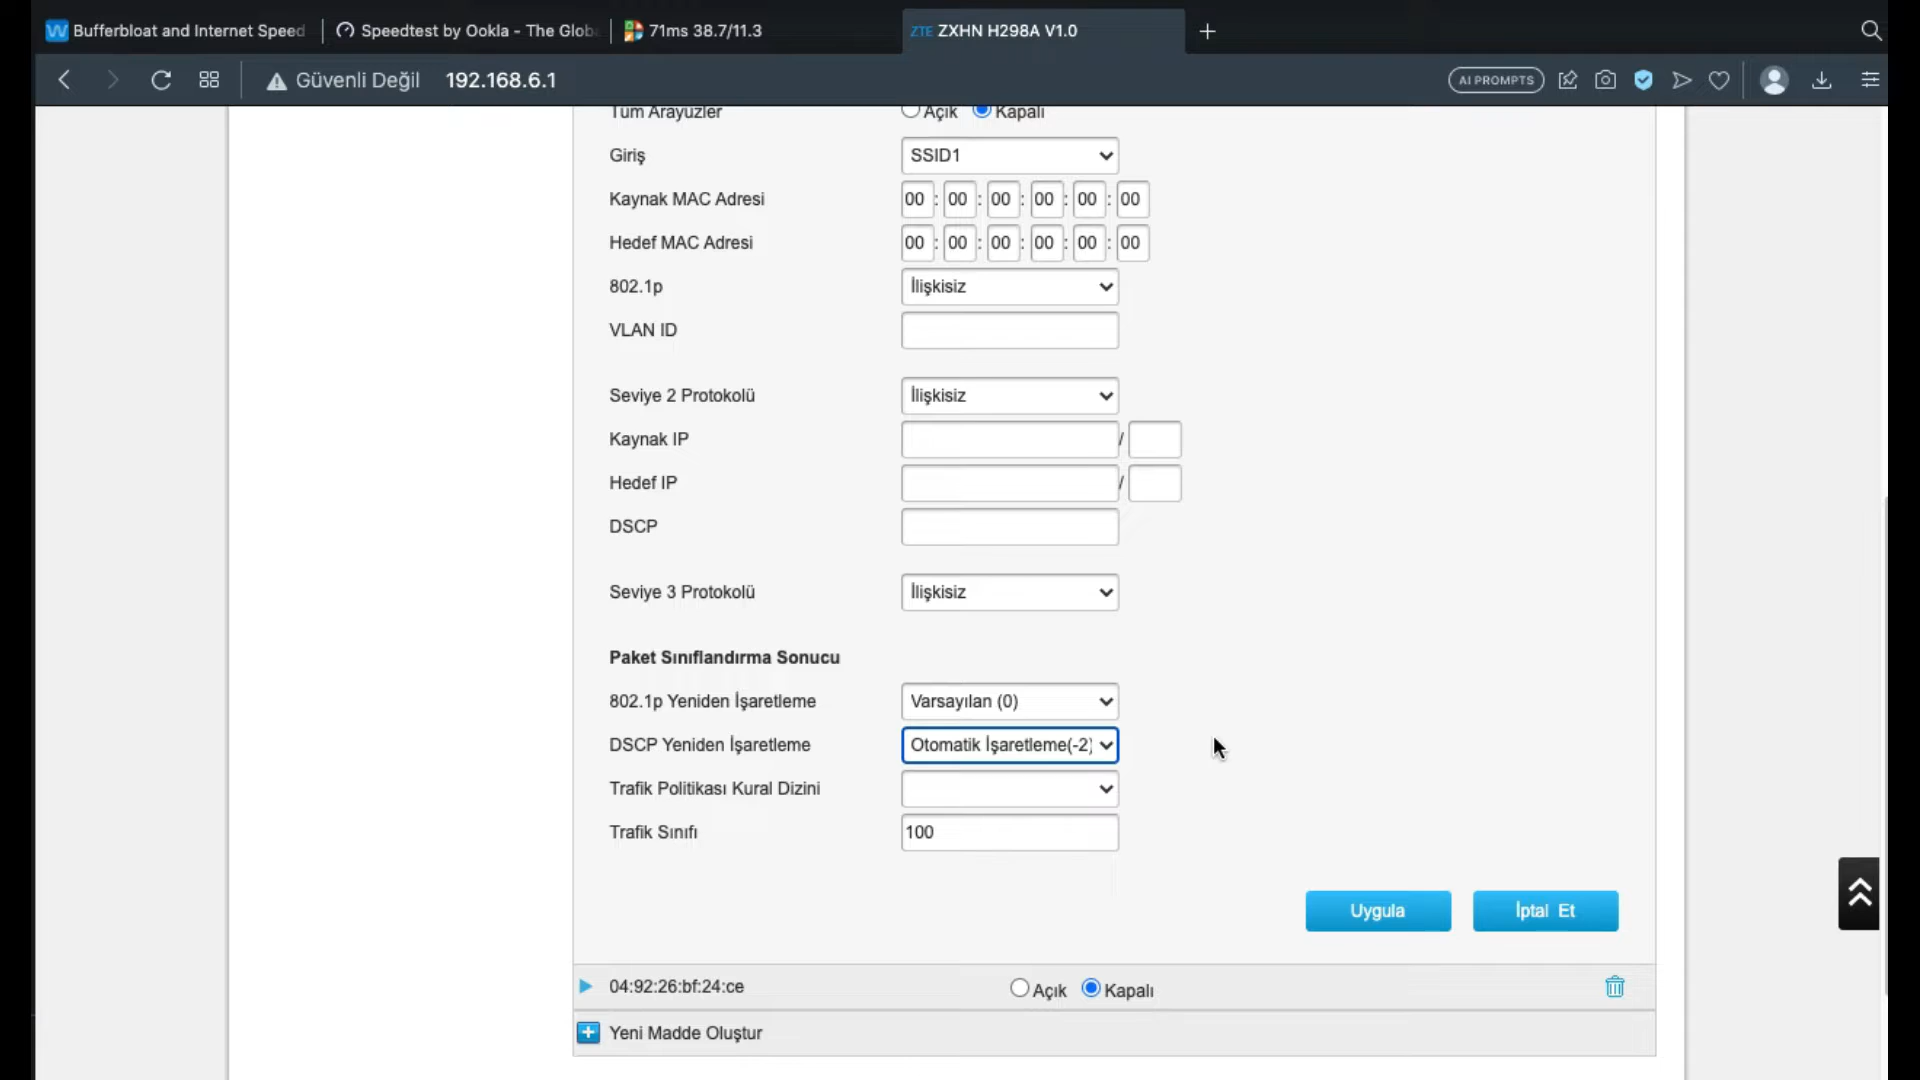 Bufferbloat and Internet Speed
Speedtest by Ookla - The Glob
71ms 38.7/11.3
ZTE ZXHN H298A V1.0
Güvenli Değil 192.168.6.1
AI PROMPTS
Tüm Arayüzler Açık Kapalı
Giriş SSID1
Kaynak MAC Adresi 00 : 00 : 00 : 00 : 00 : 00
Hedef MAC Adresi 00 : 00 : 00 : 00 : 00 : 00
802.1p İlişkisiz
VLAN ID
Seviye 2 Protokolü İlişkisiz
Kaynak IP /
Hedef IP /
DSCP
Seviye 3 Protokolü İlişkisiz
Paket Sınıflandırma Sonucu
802.1p Yeniden İşaretleme Varsayılan (0)
DSCP Yeniden İşaretleme Otomatik İşaretleme(-2)
Trafik Politikası Kural Dizini
Trafik Sınıfı 100
Uygula İptal Et
04:92:26:bf:24:ce Açık Kapalı
Yeni Madde Oluştur